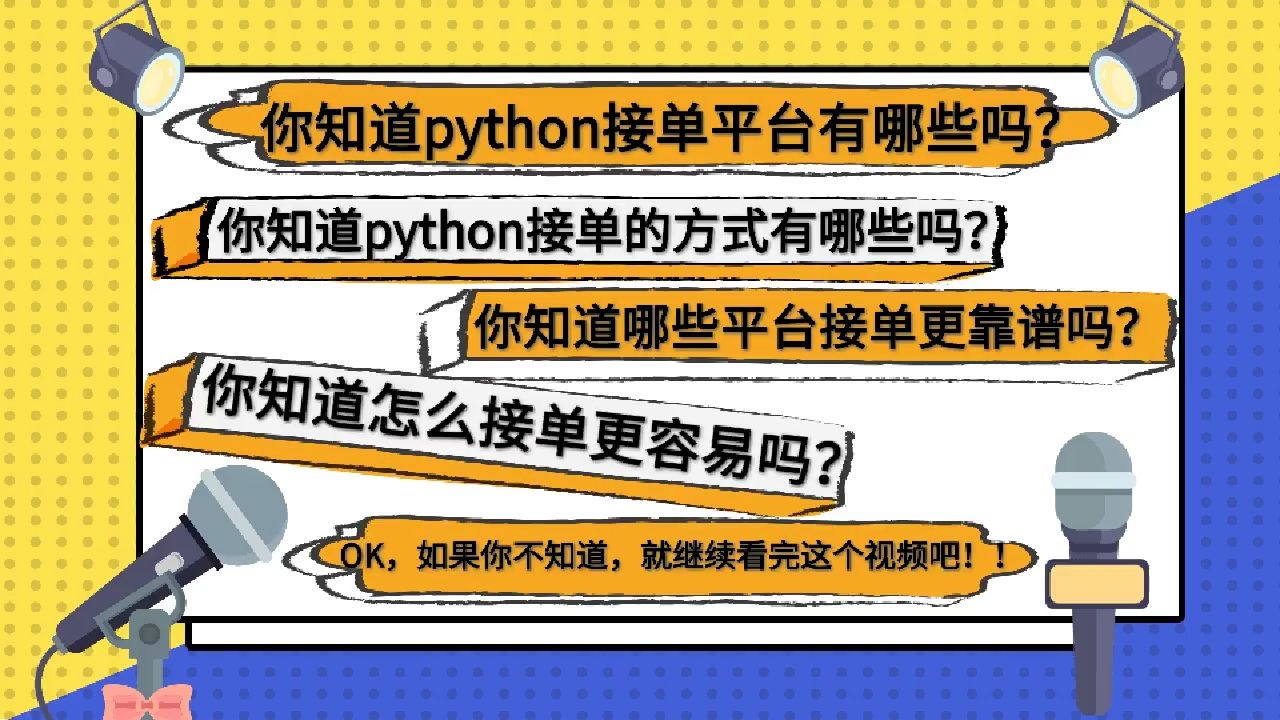 你知道python接单平台有哪些吗？
你知道python接单的方式有哪些吗？
你知道哪些平台接单更靠谱吗？
你知道怎么接单更容易吗？
OK，如果你不知道，就继续看完这个视频吧！！